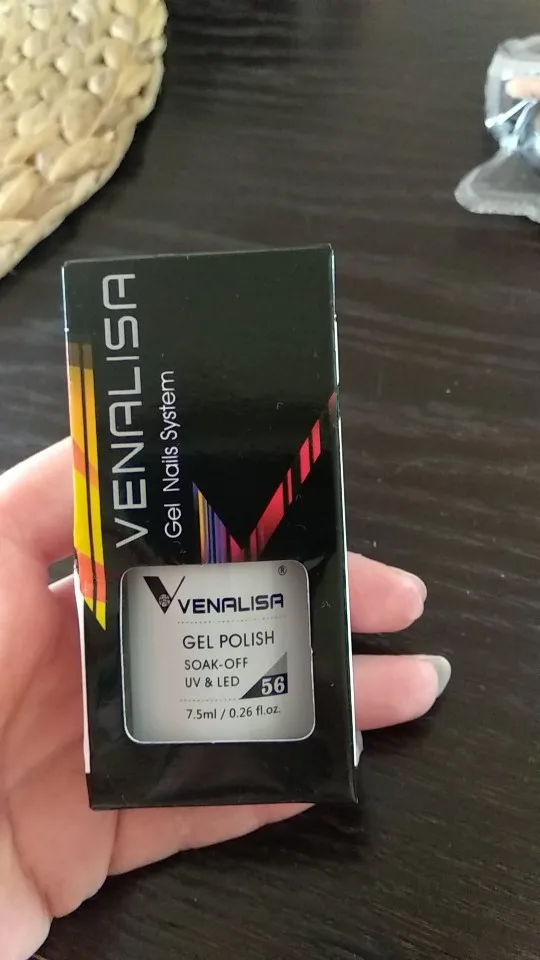 VENALISA
Gel Nails System
VENALISA®
GEL POLISH
SOAK-OFF
UV & LED
56
7.5ml / 0.26 fl.oz.